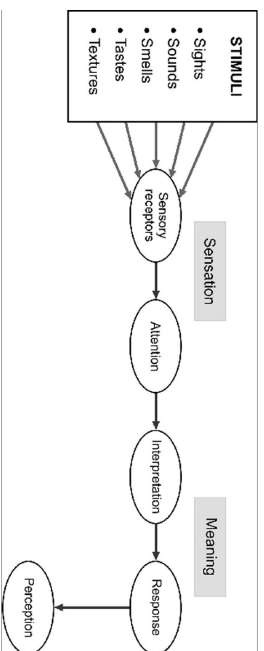 STIMULI
• Sights
• Sounds
• Smells
• Tastes
• Textures
Sensation
Meaning
Sensory
receptors
Attention
Interpretation
Response
Perception